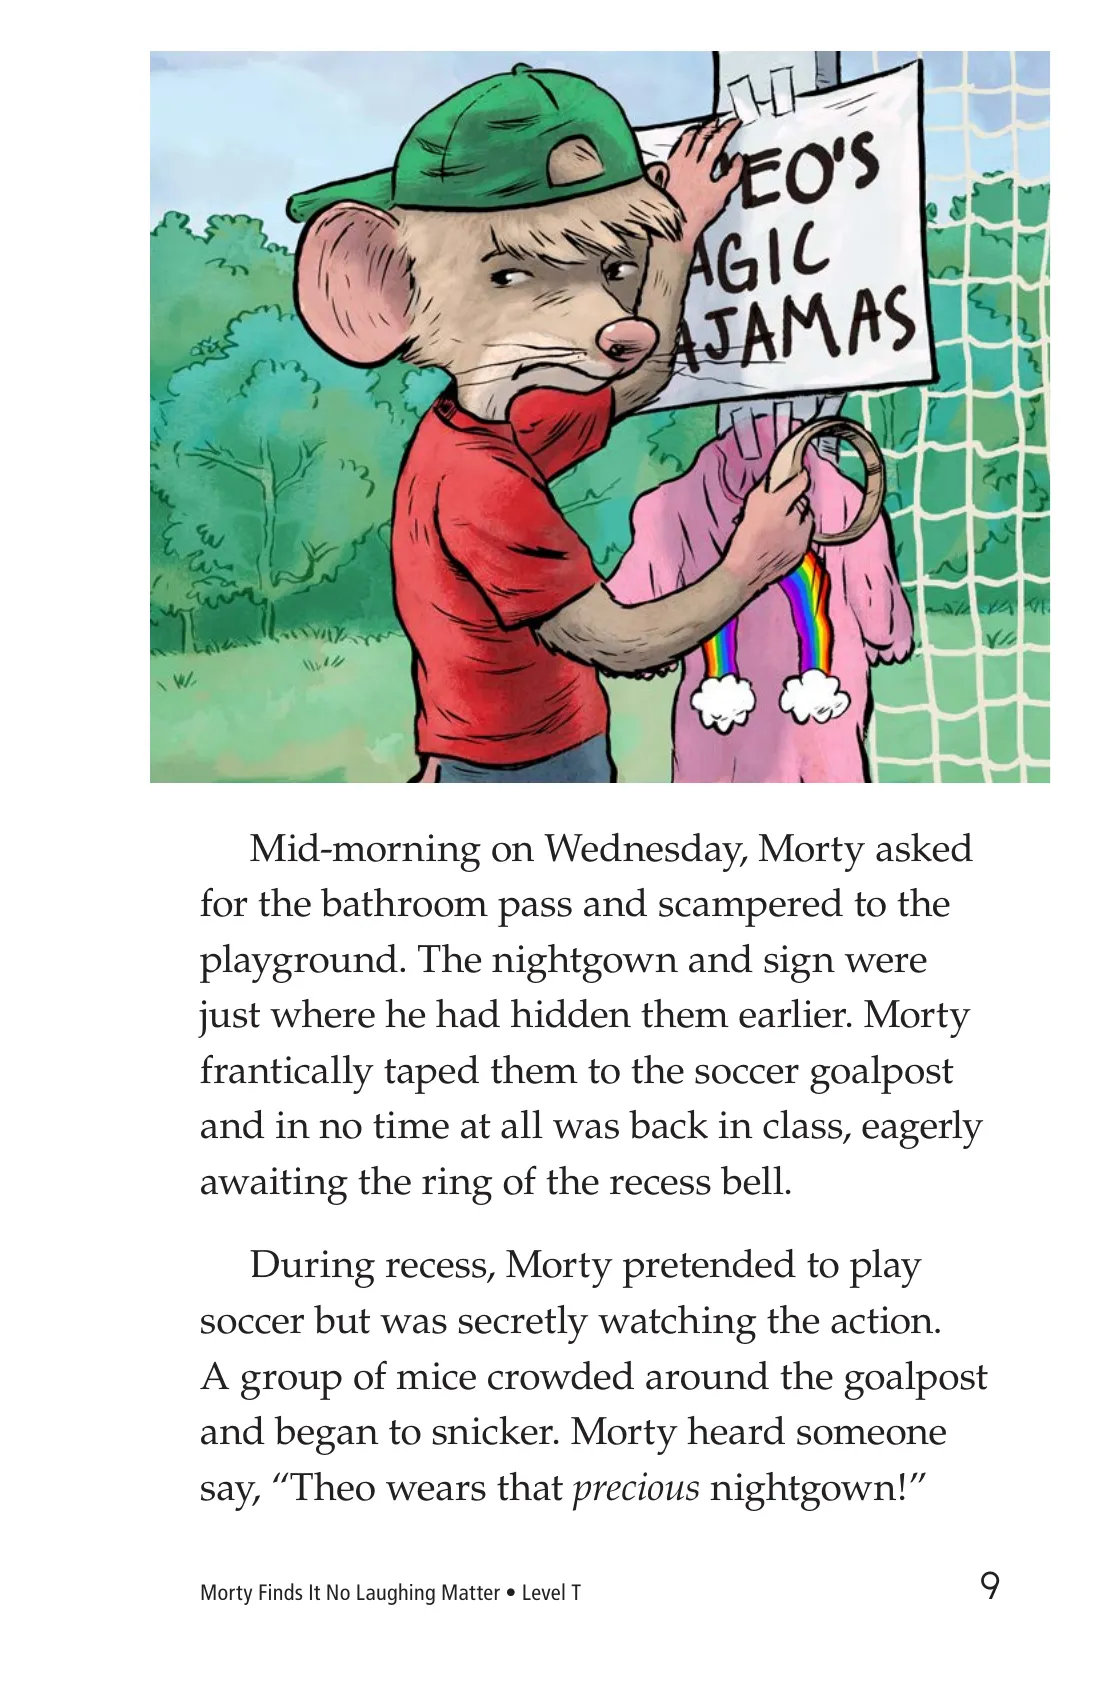 EO'S
AGIC
AJAMAS
Mid-morning on Wednesday, Morty asked
for the bathroom pass and scampered to the
playground. The nightgown and sign were
just where he had hidden them earlier. Morty
frantically taped them to the soccer goalpost
and in no time at all was back in class, eagerly
awaiting the ring of the recess bell.
During recess, Morty pretended to play
soccer but was secretly watching the action.
A group of mice crowded around the goalpost
and began to snicker. Morty heard someone
say, “Theo wears that precious nightgown!”
Morty Finds It No Laughing Matter • Level T
9